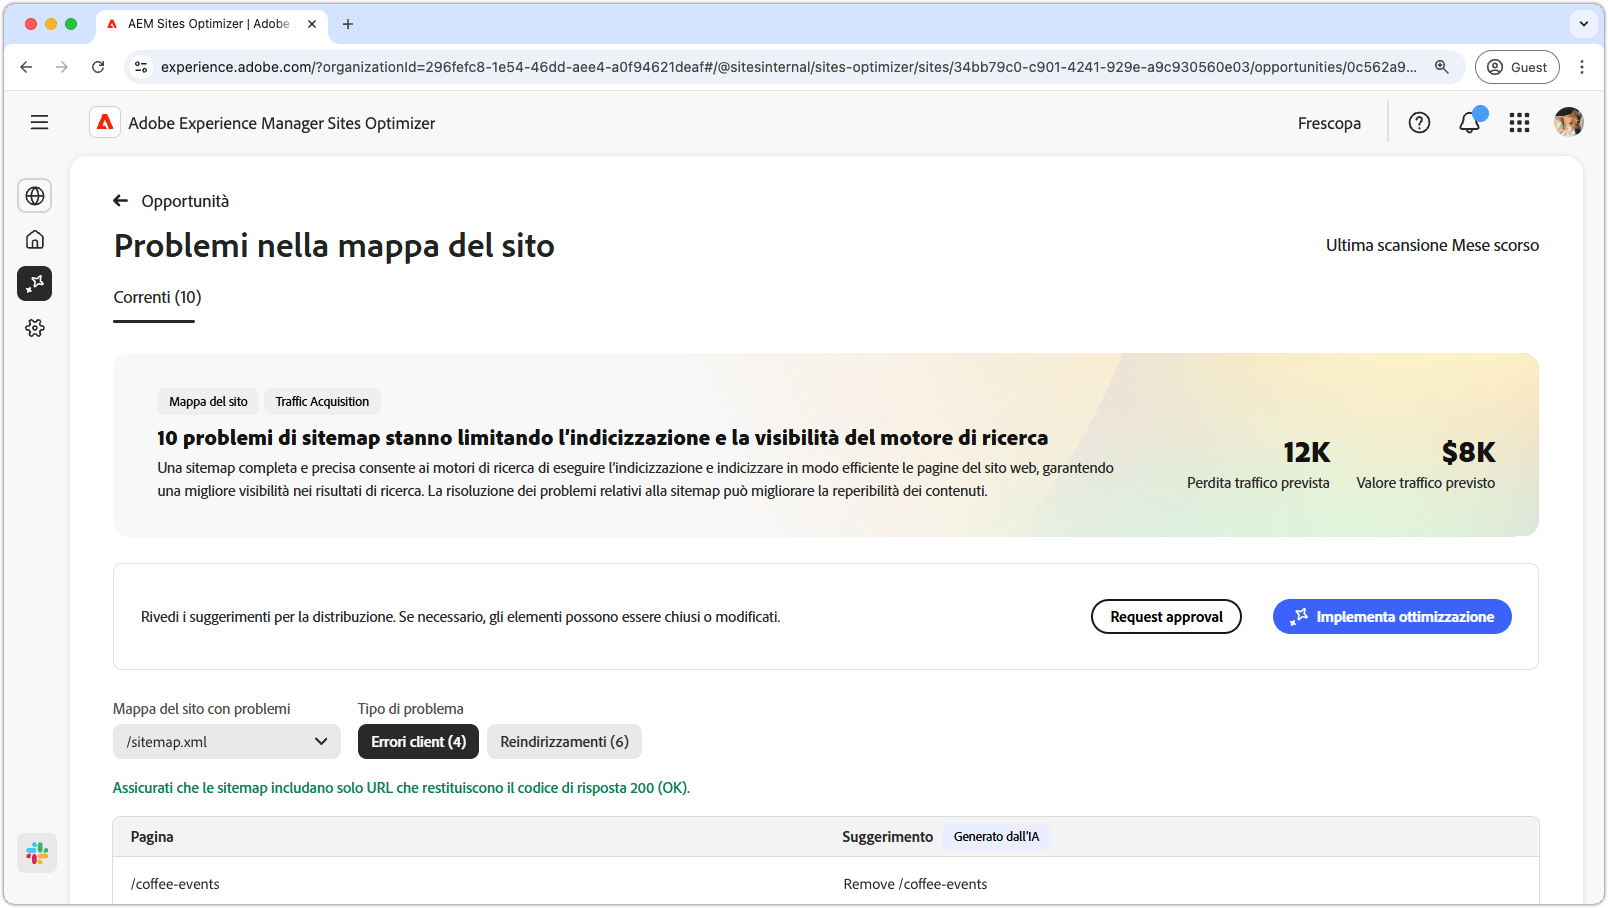 AEM Sites Optimizer | Adobe
experience.adobe.com/?organizationId=296fefc8-1e54-46dd-aee4-a0f94621deaf#/@sitesinternal/sites-optimizer/sites/34bb79c0-c901-4241-929e-a9c930560e03/opportunities/0c562a9...
Guest
Adobe Experience Manager Sites Optimizer
Frescopa
Opportunità
Problemi nella mappa del sito
Ultima scansione Mese scorso
Correnti (10)
Mappa del sito
Traffic Acquisition
10 problemi di sitemap stanno limitando l'indicizzazione e la visibilità del motore di ricerca
Una sitemap completa e precisa consente ai motori di ricerca di eseguire l'indicizzazione e indicizzare in modo efficiente le pagine del sito web, garantendo
una migliore visibilità nei risultati di ricerca. La risoluzione dei problemi relativi alla sitemap può migliorare la reperibilità dei contenuti.
12K
Perdita traffico prevista
$8K
Valore traffico previsto
Rivedi i suggerimenti per la distribuzione. Se necessario, gli elementi possono essere chiusi o modificati.
Request approval
Implementa ottimizzazione
Mappa del sito con problemi
Tipo di problema
/sitemap.xml
Errori client (4)
Reindirizzamenti (6)
Assicurati che le sitemap includano solo URL che restituiscono il codice di risposta 200 (OK).
Pagina
Suggerimento
Generato dall'IA
/coffee-events
Remove /coffee-events